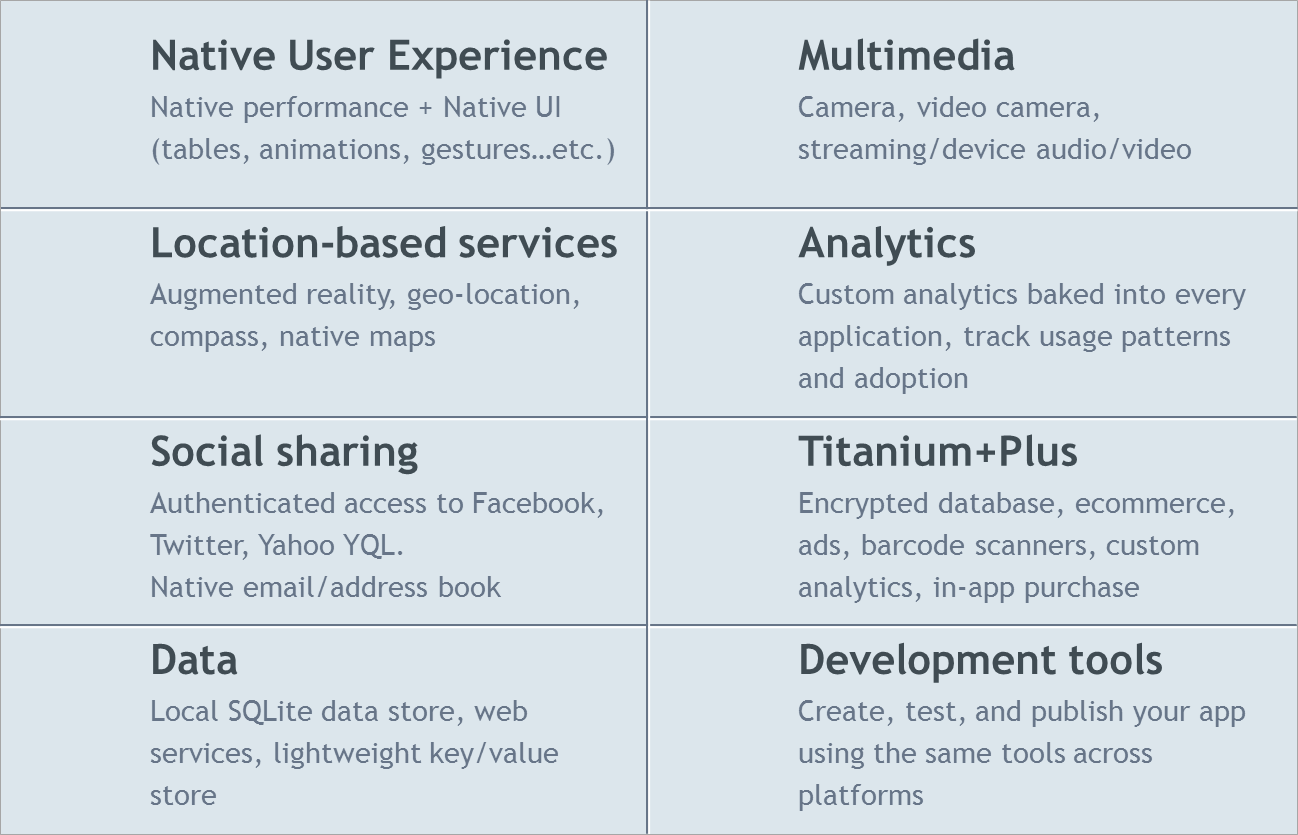 Native User Experience
Native performance + Native UI
(tables, animations, gestures…etc.)
Multimedia
Camera, video camera,
streaming/device audio/video
Location-based services
Augmented reality, geo-location,
compass, native maps
Analytics
Custom analytics baked into every
application, track usage patterns
and adoption
Social sharing
Authenticated access to Facebook,
Twitter, Yahoo YQL.
Native email/address book
Titanium+Plus
Encrypted database, ecommerce,
ads, barcode scanners, custom
analytics, in-app purchase
Data
Local SQLite data store, web
services, lightweight key/value
store
Development tools
Create, test, and publish your app
using the same tools across
platforms